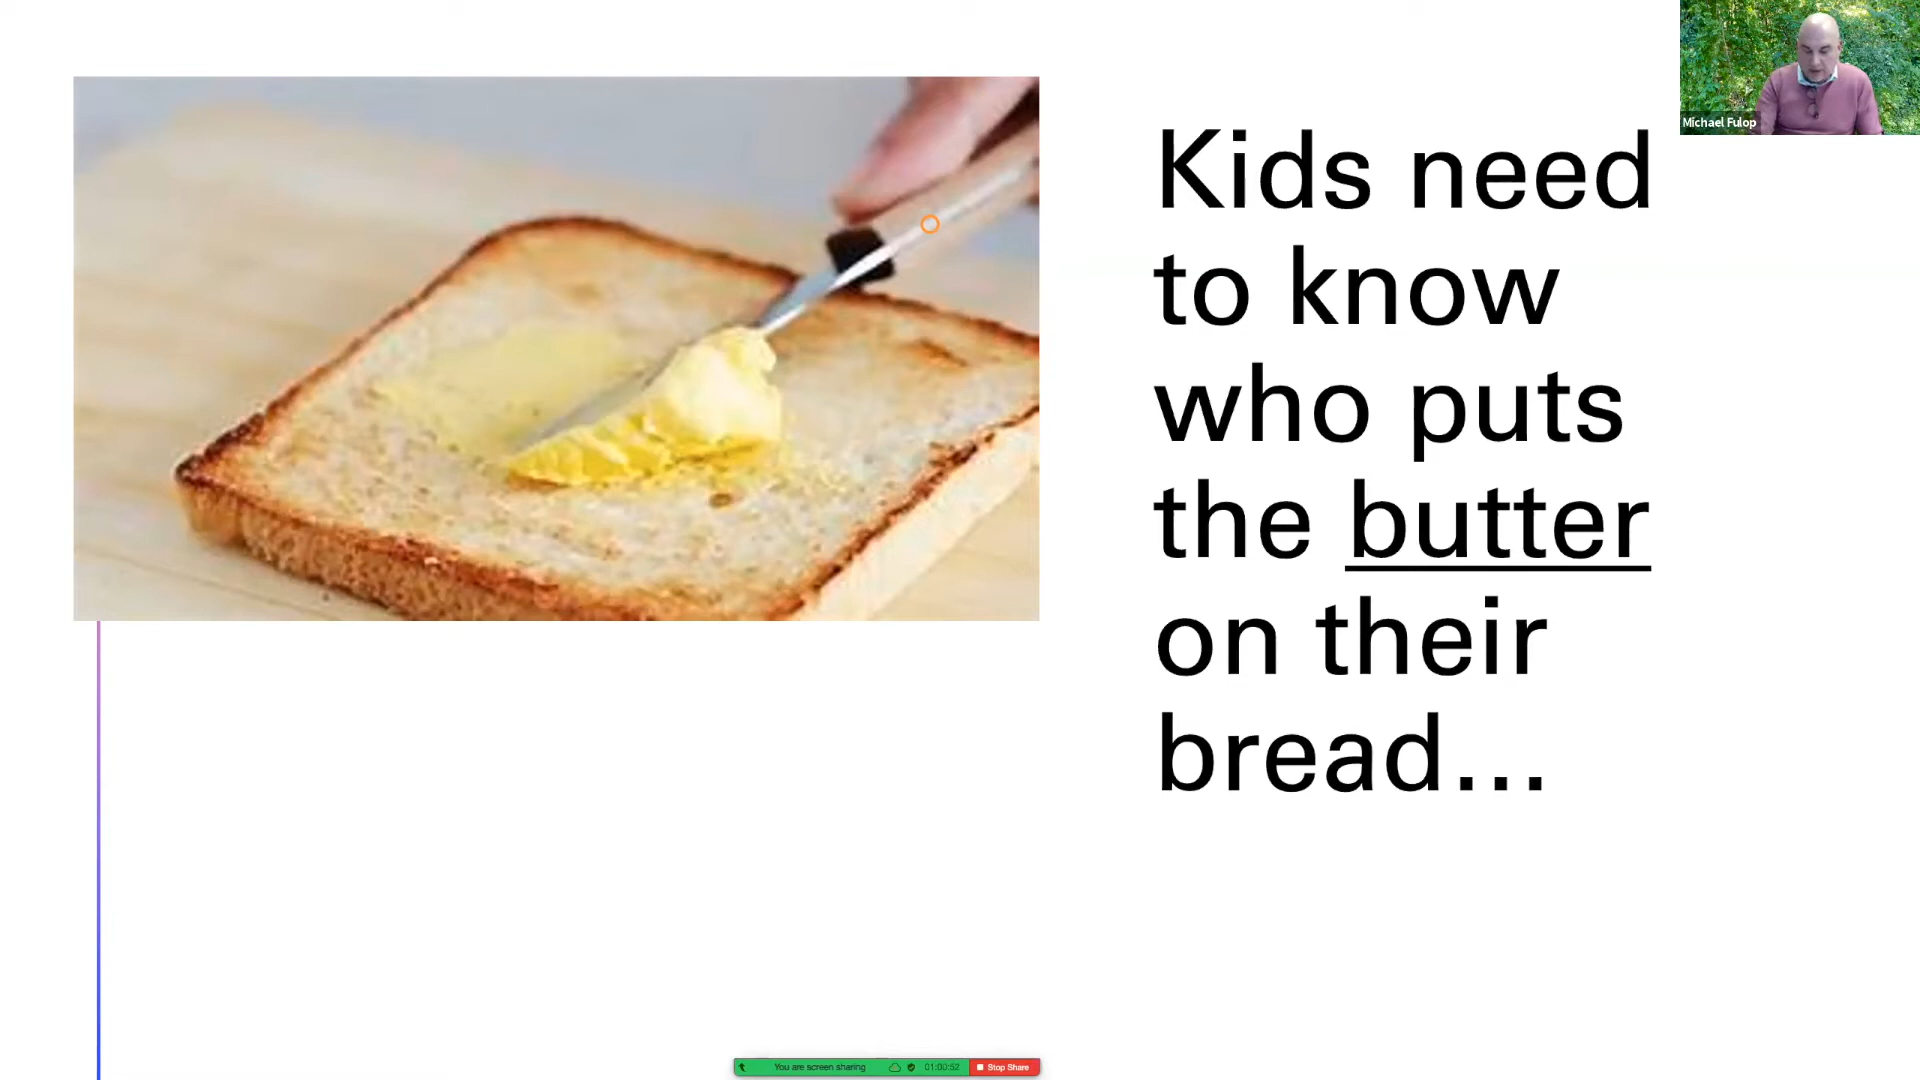 Michael Fulop
Kids need
to know
who puts
the butter
on their
bread...
You are screen sharing 01:00:52 Stop Share